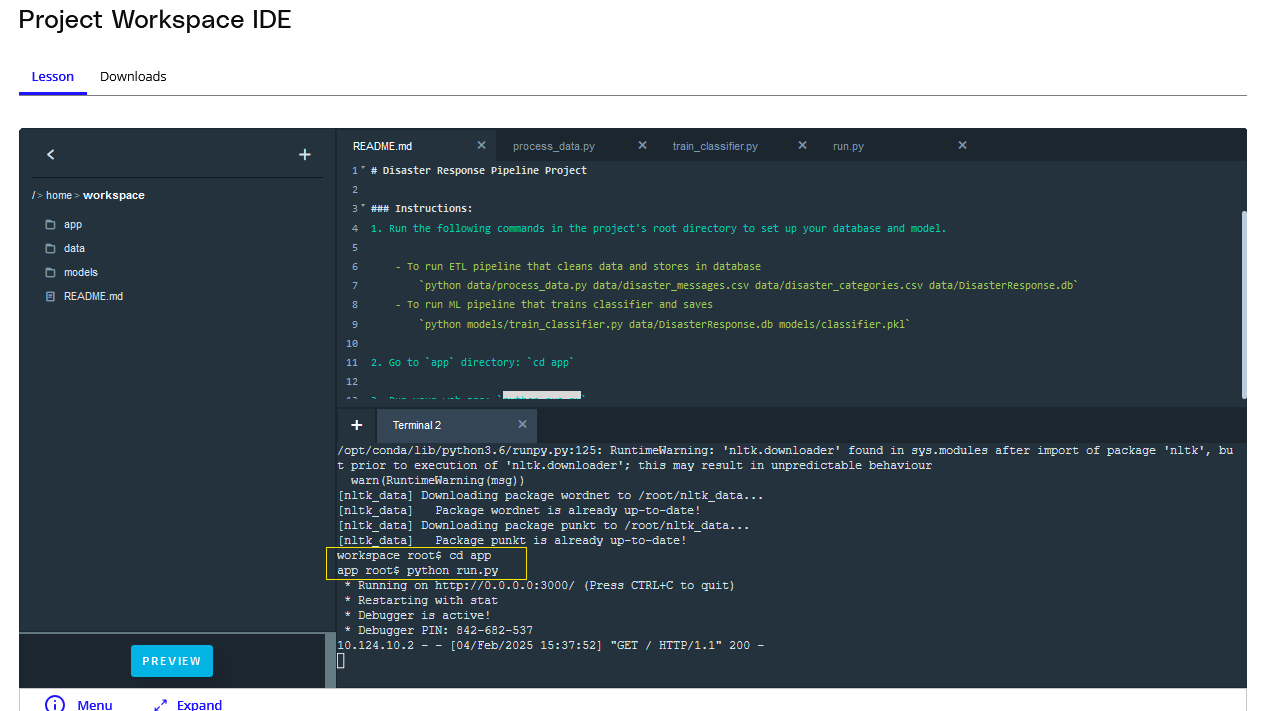 Project Workspace IDE
Lesson Downloads
README.md process_data.py train_classifier.py run.py
/> home > workspace
app
data
models
README.md
1 # Disaster Response Pipeline Project
2
3 ### Instructions:
4 1. Run the following commands in the project's root directory to set up your database and model.
5
6 - To run ETL pipeline that cleans data and stores in database
7 `python data/process_data.py data/disaster_messages.csv data/disaster_categories.csv data/DisasterResponse.db`
8 - To run ML pipeline that trains classifier and saves
9 `python models/train_classifier.py data/DisasterResponse.db models/classifier.pkl`
10
11 2. Go to `app` directory: `cd app`
12
Terminal 2
/opt/conda/lib/python3.6/runpy.py:125: RuntimeWarning: 'nltk.downloader' found in sys.modules after import of package 'nltk', bu
t prior to execution of 'nltk.downloader'; this may result in unpredictable behaviour
warn(RuntimeWarning(msg))
[nltk_data] Downloading package wordnet to /root/nltk_data...
[nltk_data] Package wordnet is already up-to-date!
[nltk_data] Downloading package punkt to /root/nltk_data...
[nltk_data] Package punkt is already up-to-date!
workspace root$ cd app
app root$ python run.py
* Running on http://0.0.0.0:3000/ (Press CTRL+C to quit)
* Restarting with stat
* Debugger is active!
* Debugger PIN: 842-682-537
10.124.10.2 - - [04/Feb/2025 15:37:52] "GET / HTTP/1.1" 200 -
PREVIEW
Menu Expand